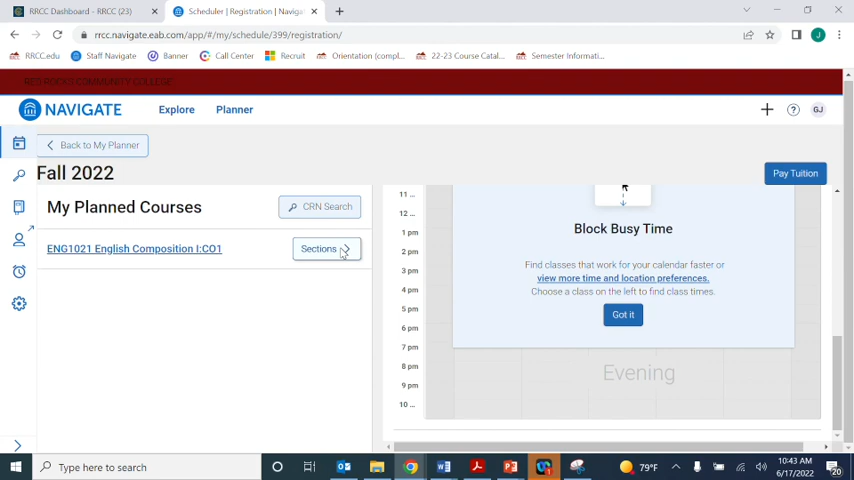 RRCC Dashboard - RRCC (23)
Scheduler | Registration | Naviga
rrcc.navigate.eab.com/app/#/my/schedule/399/registration/
J
RRCC.edu
Staff Navigate
Banner
Call Center
Recruit
Orientation (compl...
22-23 Course Catal...
Semester Informati...
RED ROCKS COMMUNITY COLLEGE
NAVIGATE
Explore
Planner
GJ
Back to My Planner
Fall 2022
Pay Tuition
My Planned Courses
CRN Search
ENG1021 English Composition I:CO1
Sections
11 ...
12 ...
1 pm
2 pm
3 pm
4 pm
5 pm
6 pm
7 pm
8 pm
9 pm
10 ...
Block Busy Time
Find classes that work for your calendar faster or
view more time and location preferences.
Choose a class on the left to find class times.
Got it
Evening
Type here to search
79°F
10:43 AM
6/17/2022
20